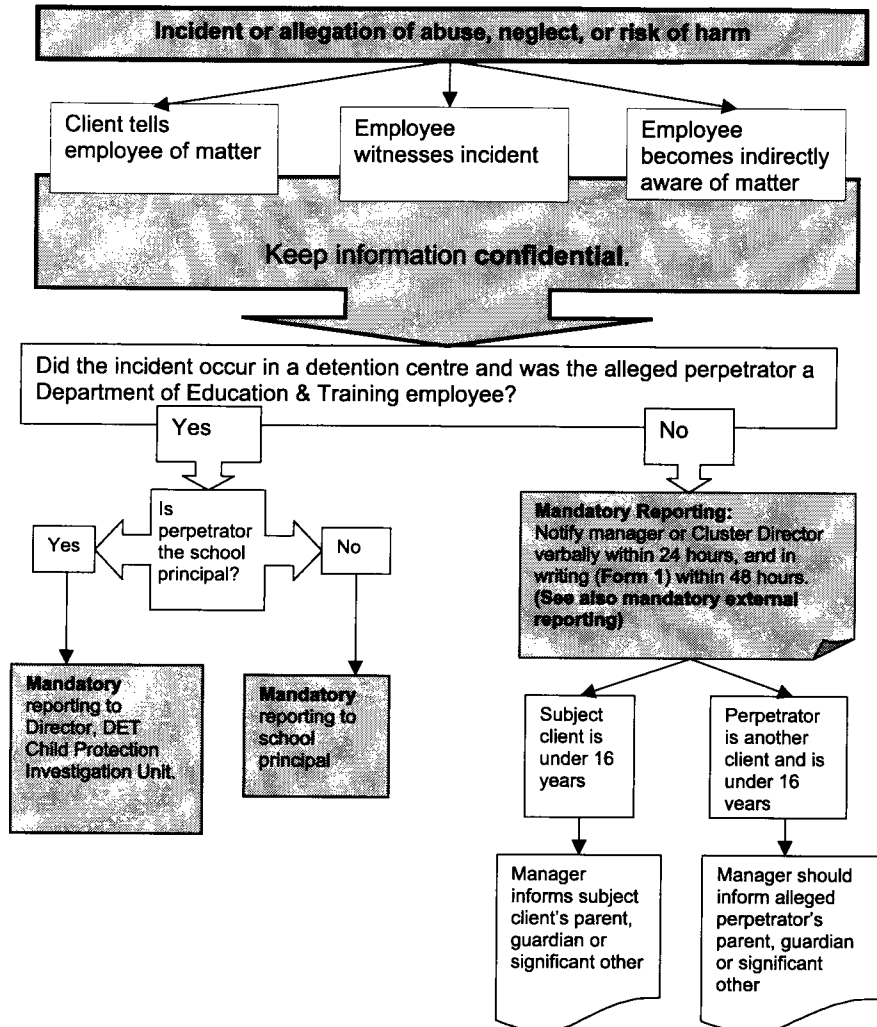 Incident or allegation of abuse, neglect, or risk of harm
Client tells
employee of matter
Employee
witnesses incident
Employee
becomes indirectly
aware of matter
Keep information confidential.
Did the incident occur in a detention centre and was the alleged perpetrator a
Department of Education & Training employee?
Yes
No
Is
perpetrator
the school
principal?
Yes
No
Mandatory
reporting to
Director, DET
Child Protection
Investigation Unit.
Mandatory
reporting to
school
principal
Mandatory Reporting:
Notify manager or Cluster Director
verbally within 24 hours, and in
writing (Form 1) within 48 hours.
(See also mandatory external
reporting)
Subject
client is
under 16
years
Perpetrator
is another
client and is
under 16
years
Manager
informs subject
client's parent,
guardian or
significant other
Manager should
inform alleged
perpetrator's
parent, guardian
or significant
other